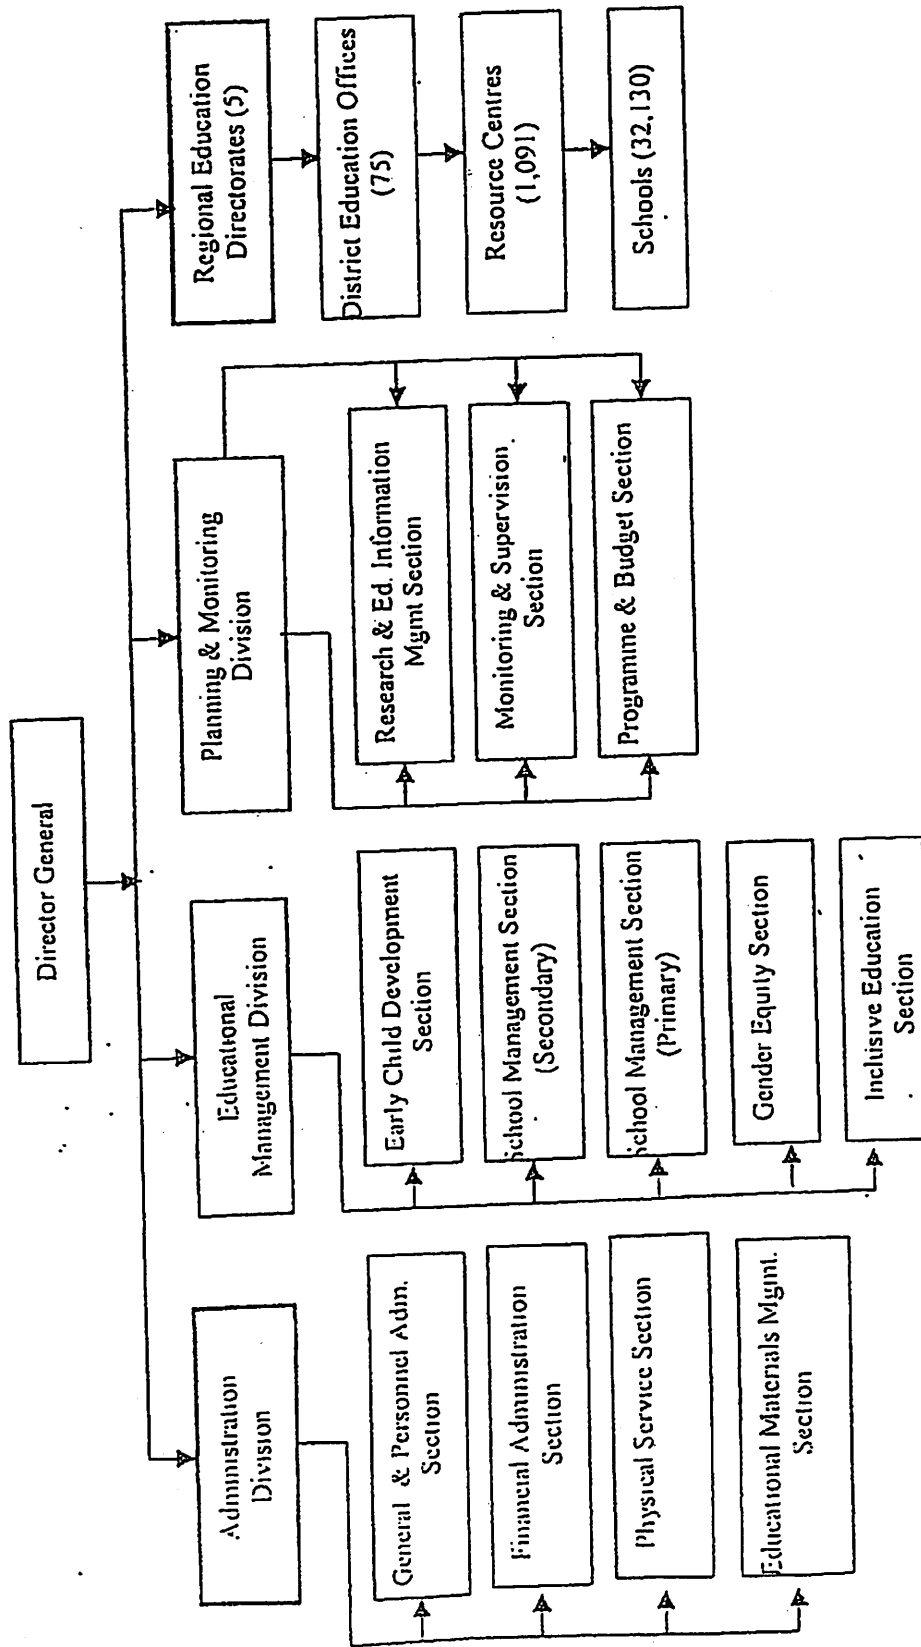 Director General
Administration
Division
General & Personnel Adm.
Section
Financial Administration
Section
Physical Service Section
Educational Materials Mgmt.
Section
Educational
Management Division
Early Child Development
Section
School Management Section
(Secondary)
School Management Section
(Primary)
Gender Equity Section
Inclusive Education
Section
Planning & Monitoring
Division
Research & Ed. Information
Mgmt Section
Monitoring & Supervision
Section
Programme & Budget Section
Regional Education
Directorates (5)
District Education Offices
(75)
Resource Centres
(1,091)
Schools (32,130)